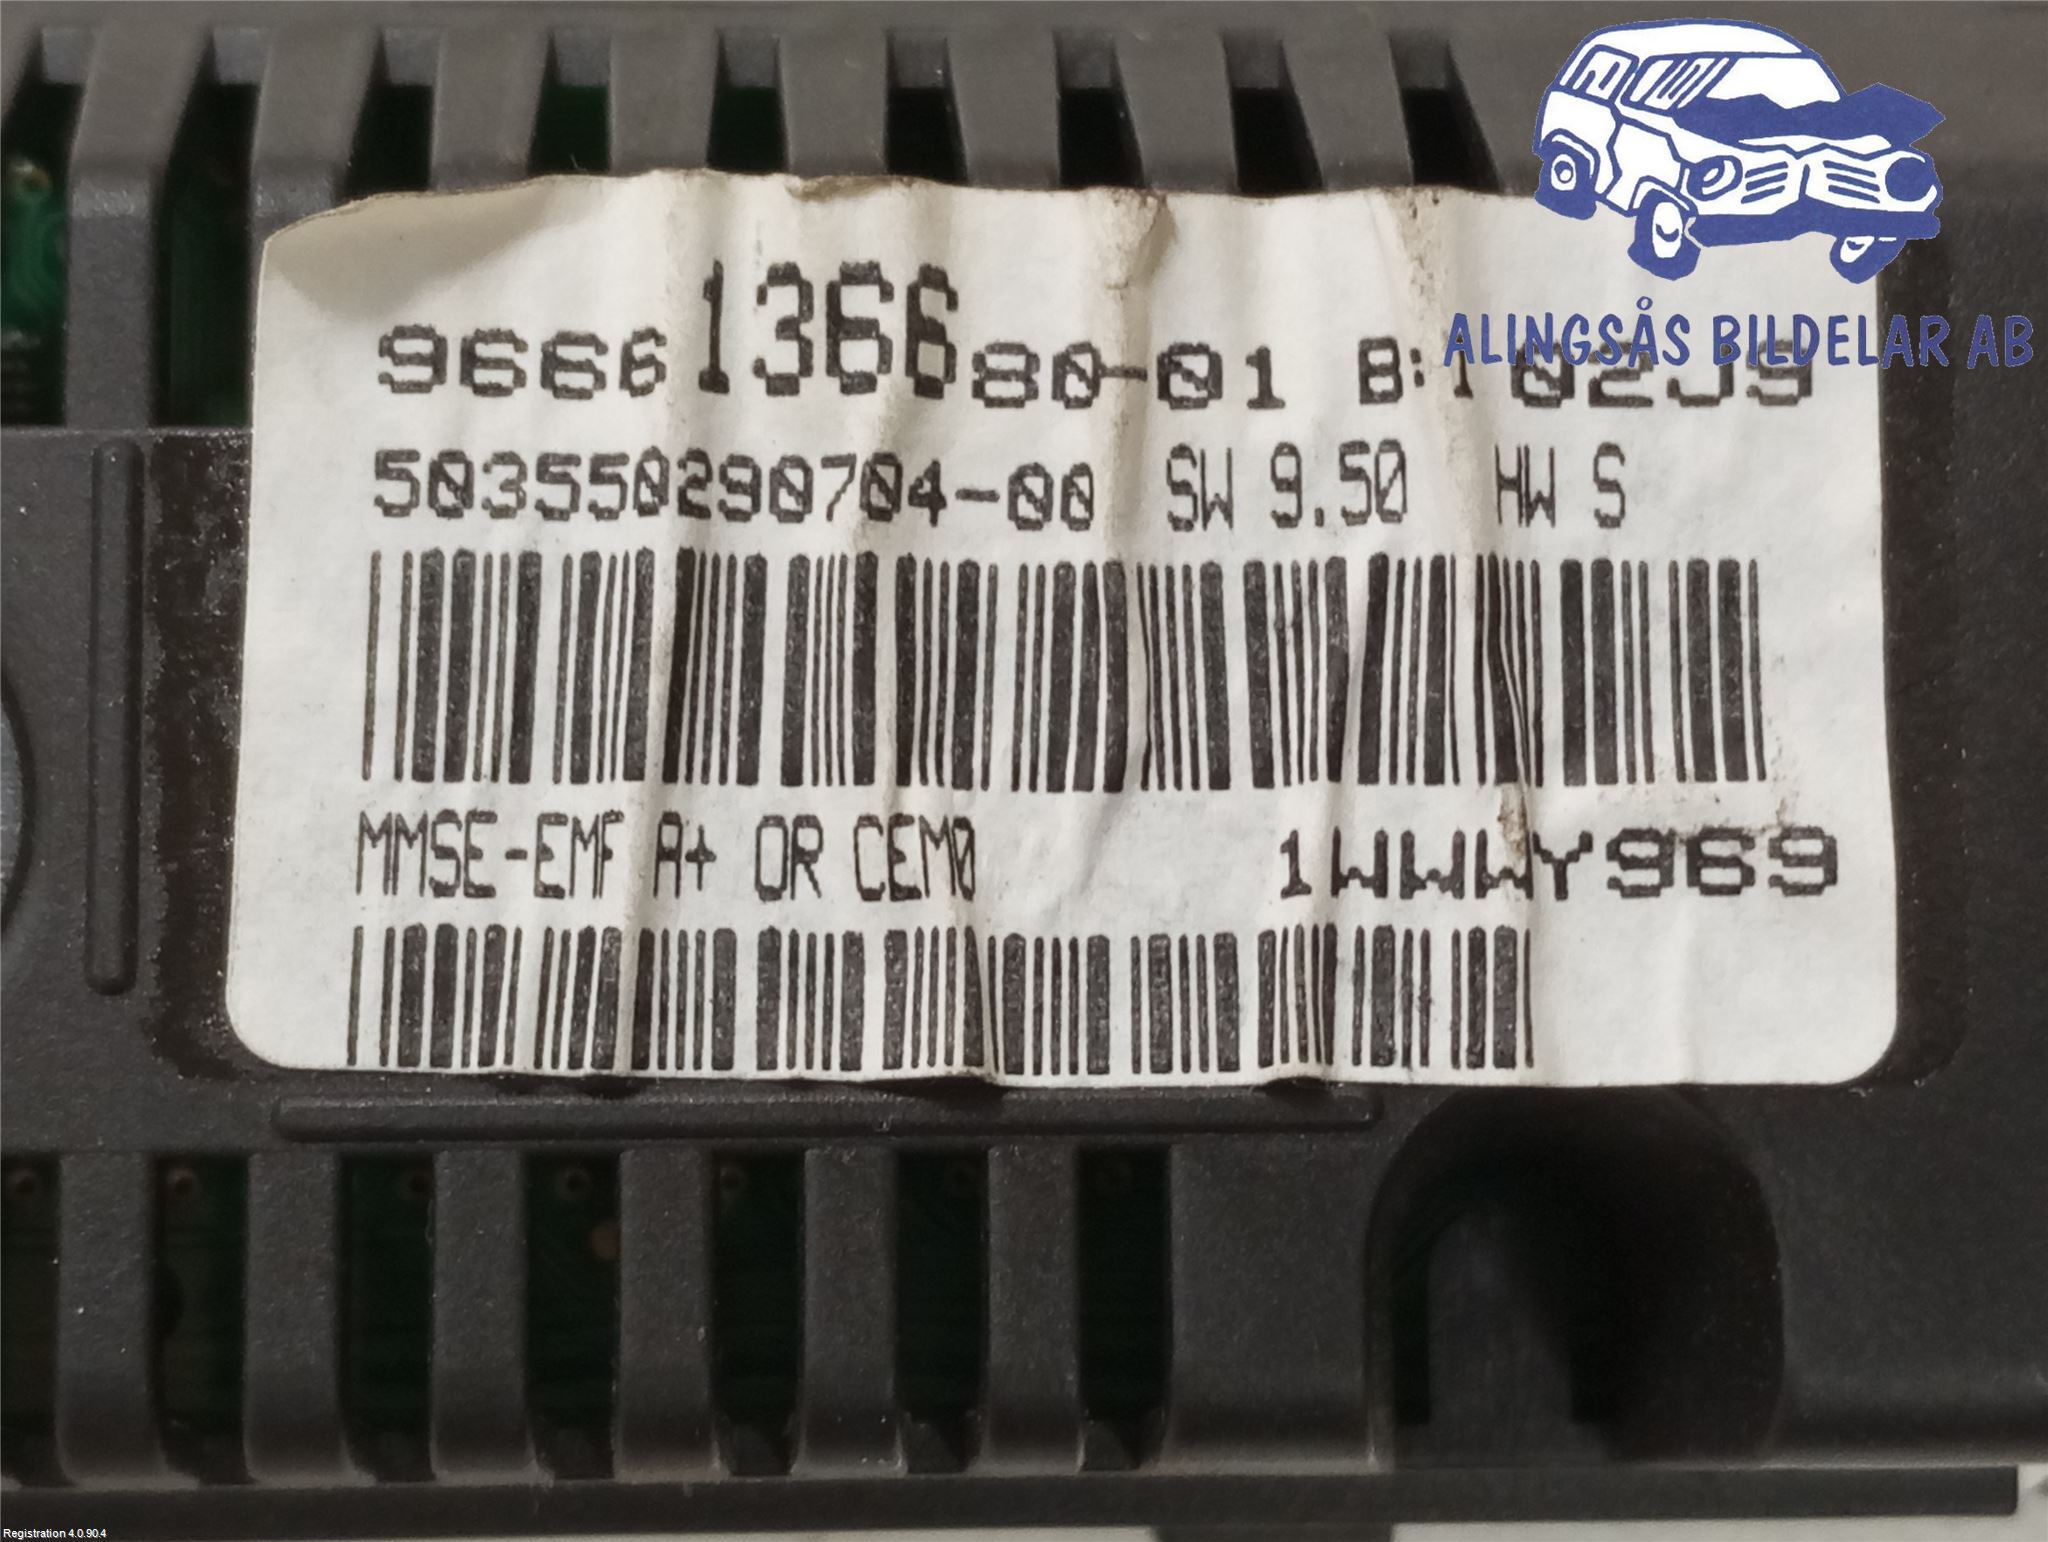 9666136680-01 B:102J9
ALINGSÅS BILDELAR AB
503550290704-00 SW 9.50 HW S
MMSE-EMF A+ OR CEM0 1WWWY969
Registration 4.0.90.4